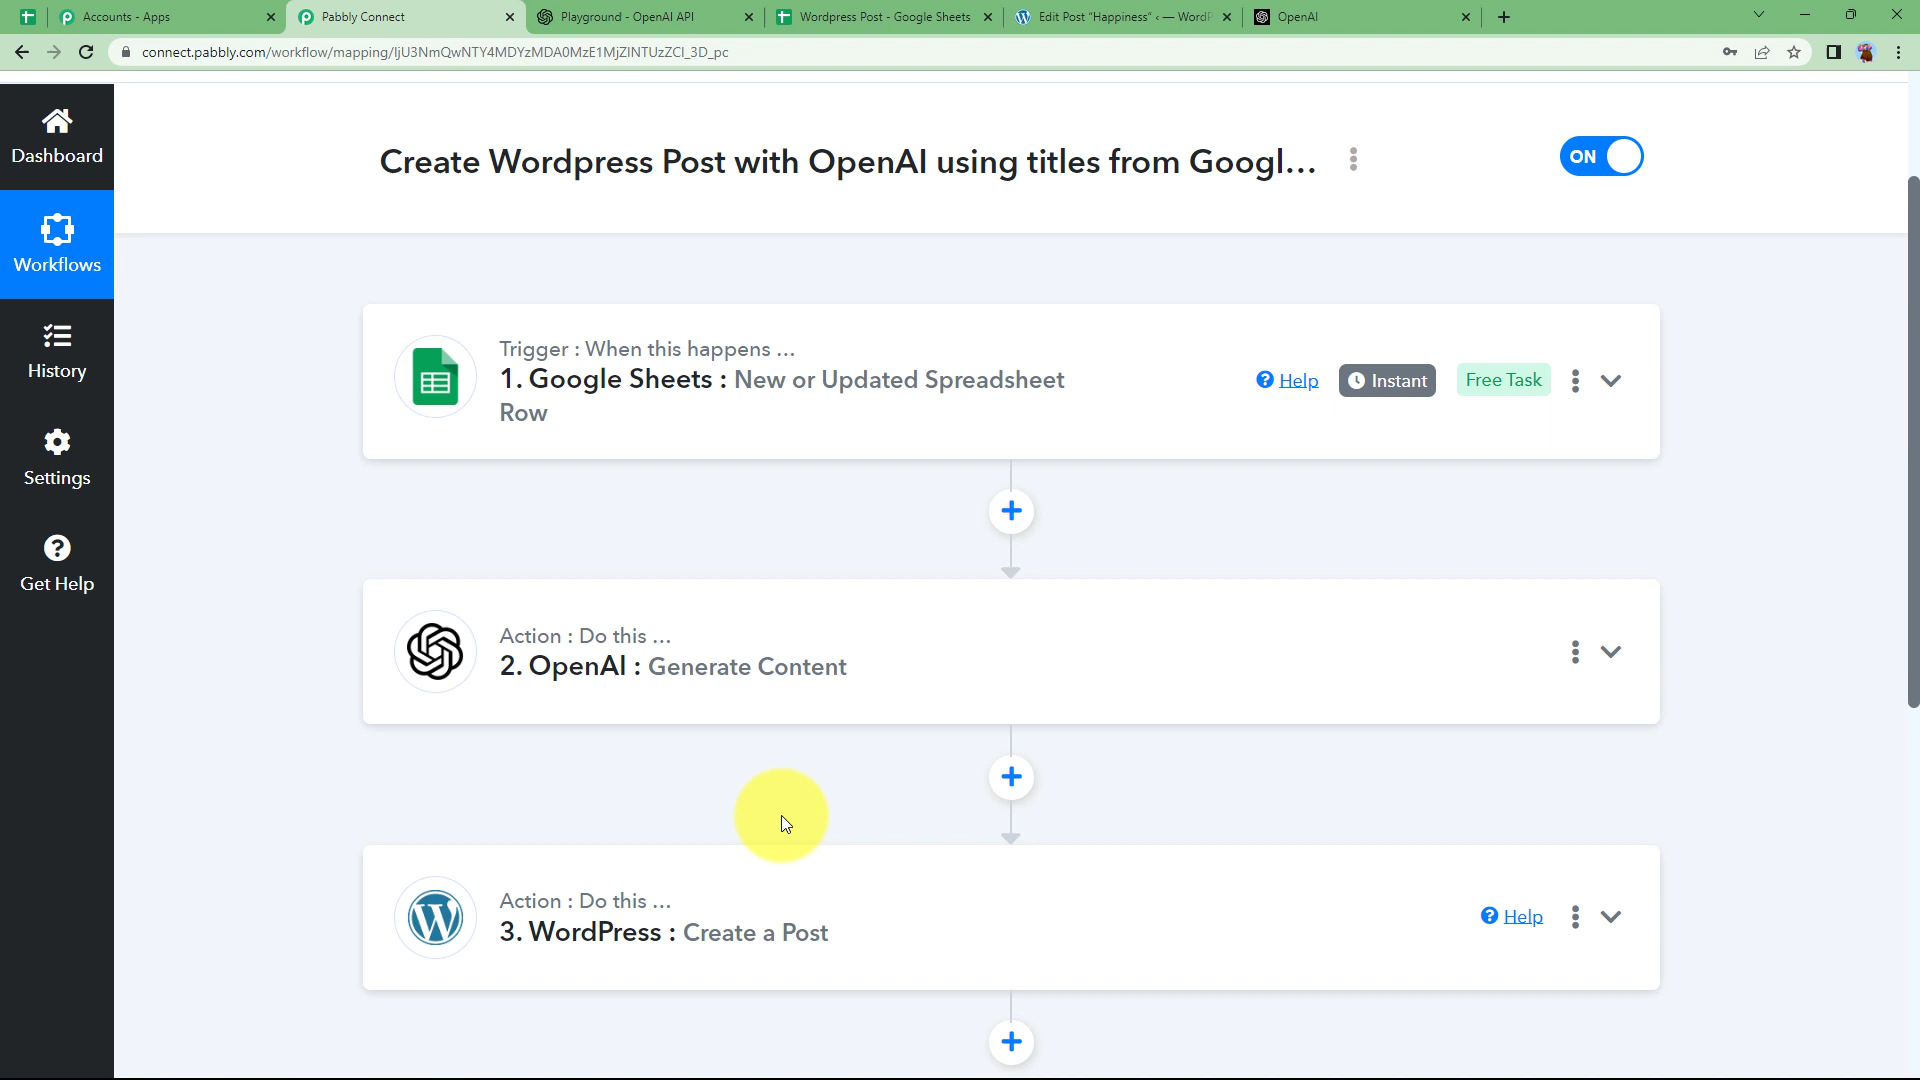 Accounts - Apps
Pabbly Connect
Playground - OpenAI API
Wordpress Post - Google Sheets
Edit Post "Happiness" ‹ — WordP
OpenAI
connect.pabbly.com/workflow/mapping/IjU3NmQwNTY4MDYzMDA0MzE1MjZlNTUzZCI_3D_pc
Dashboard
Workflows
History
Settings
Get Help
Create Wordpress Post with OpenAI using titles from Googl...
ON
Trigger : When this happens ...
1. Google Sheets : New or Updated Spreadsheet
Row
Help
Instant
Free Task
Action : Do this ...
2. OpenAI : Generate Content
Action : Do this ...
3. WordPress : Create a Post
Help